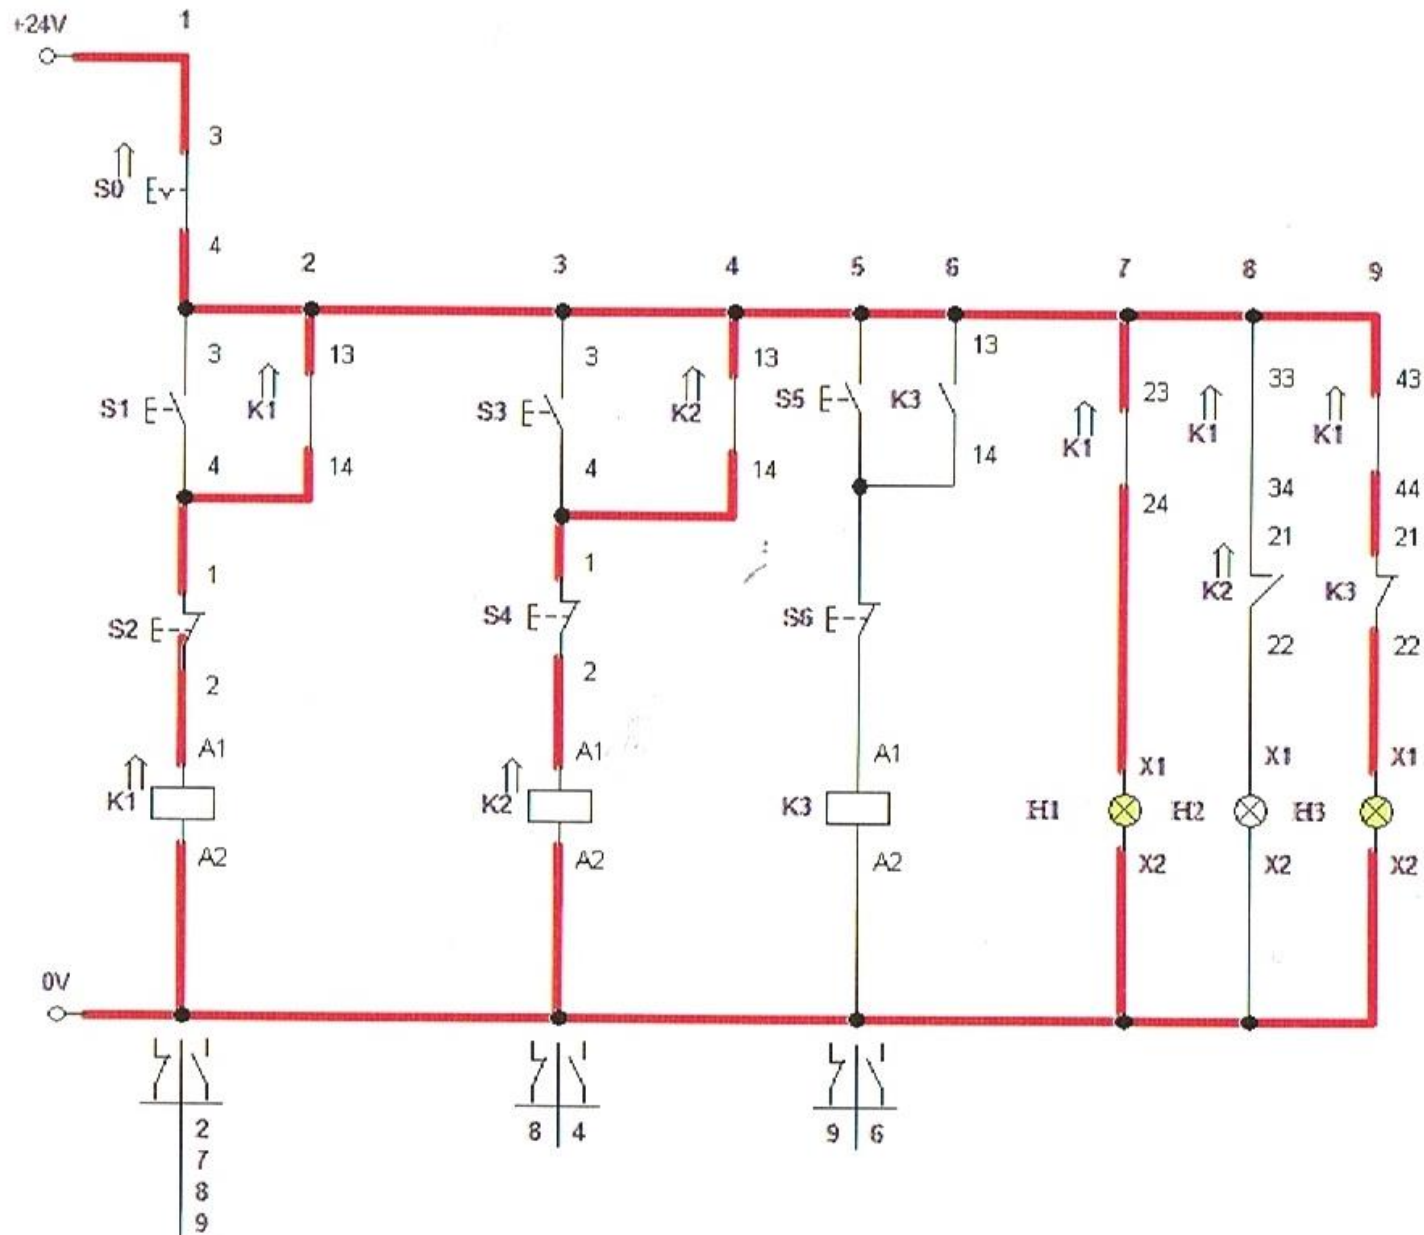 +24V 1
3
S0
4
2 3 4 5 6 7 8 9
3 13 3 13 13 23 33 43
S1 K1 S3 K2 S5 K3 K1 K1 K1
4 14 4 14 14 24 34 44
1 1 21 21
S2 S4 S6 K2 K3
2 2 22 22
A1 A1 A1 X1 X1 X1
K1 K2 K3 H1 H2 H3
A2 A2 A2 X2 X2 X2
0V
2 8 4 9 6
7
8
9